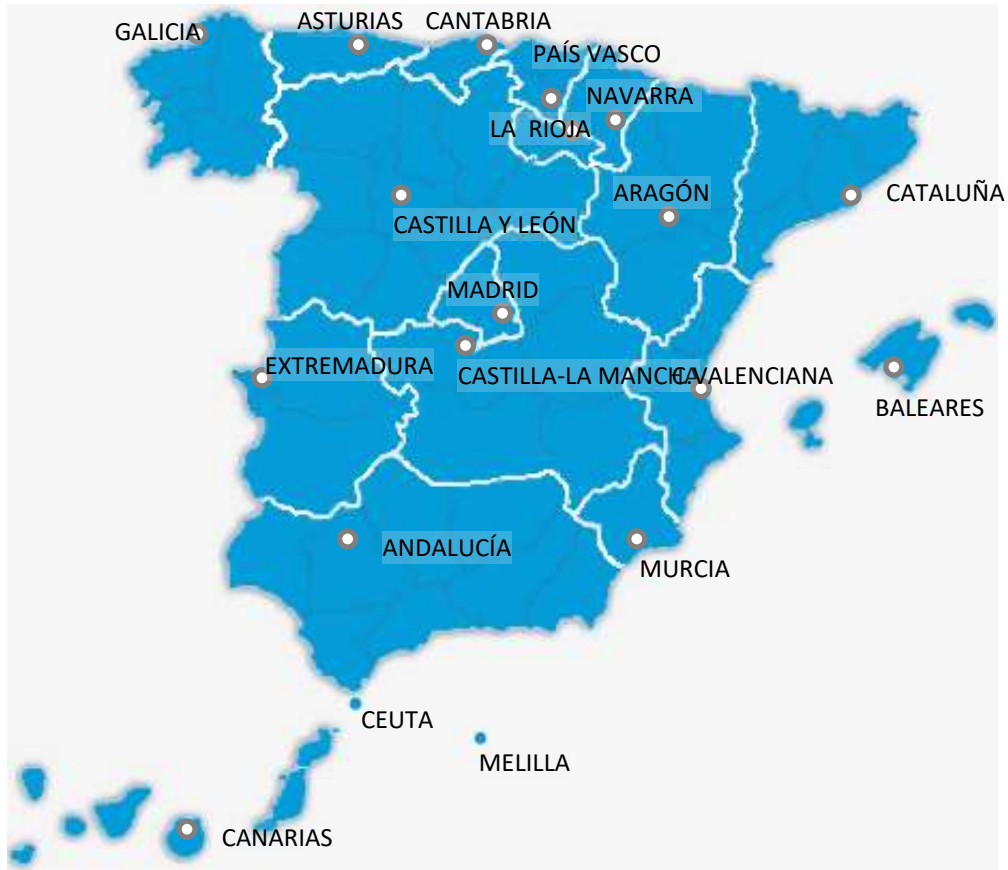 ASTURIAS
CANTABRIA
GALICIA
PAÍS VASCO
NAVARRA
LA RIOJA
ARAGÓN
CATALUÑA
CASTILLA Y LEÓN
MADRID
EXTREMADURA
CASTILLA-LA MANCHA
C.VALENCIANA
BALEARES
ANDALUCÍA
MURCIA
CEUTA
MELILLA
CANARIAS